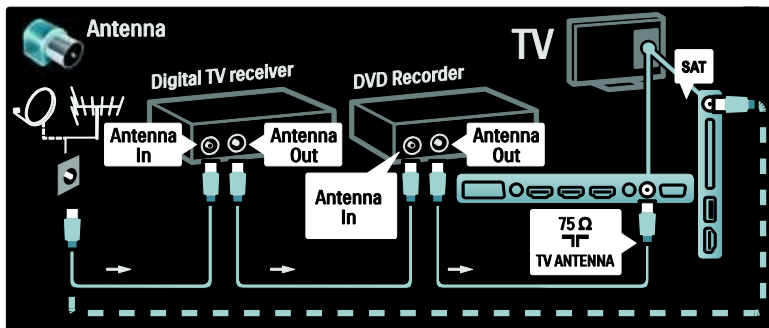 Antenna
TV
Digital TV receiver
DVD Recorder
SAT
Antenna
In
Antenna
Out
Antenna
In
Antenna
Out
75 Ω
TV ANTENNA